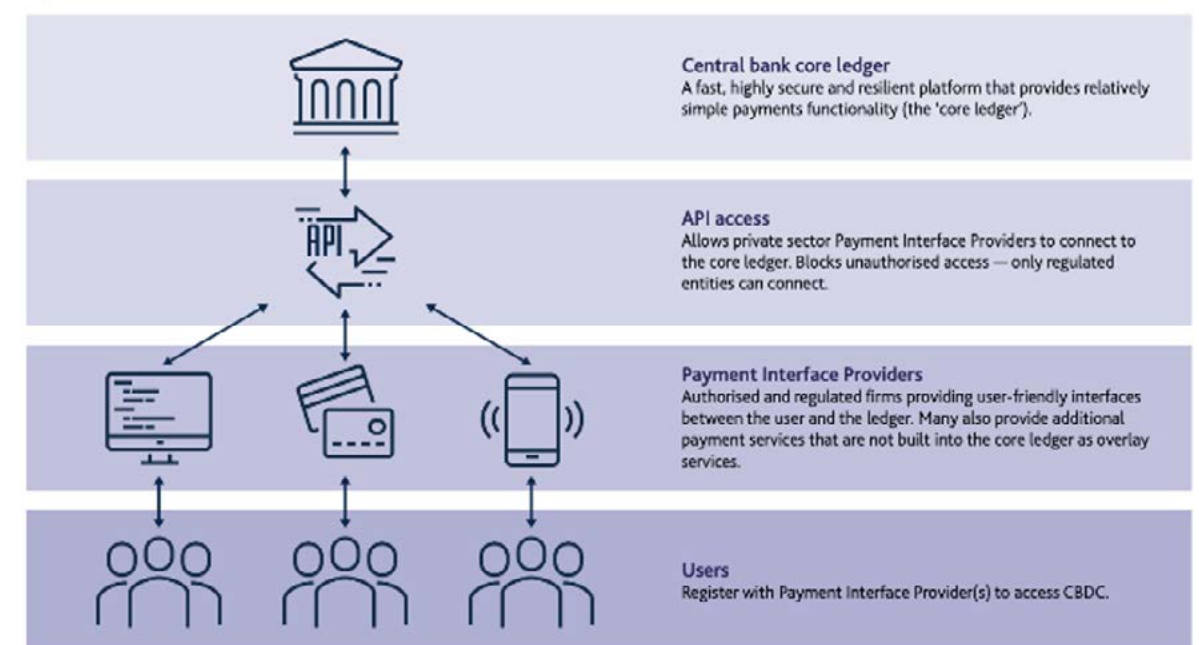 Central bank core ledger
A fast, highly secure and resilient platform that provides relatively
simple payments functionality (the 'core ledger').
API
API access
Allows private sector Payment Interface Providers to connect to
the core ledger. Blocks unauthorised access — only regulated
entities can connect.
Payment Interface Providers
Authorised and regulated firms providing user-friendly interfaces
between the user and the ledger. Many also provide additional
payment services that are not built into the core ledger as overlay
services.
Users
Register with Payment Interface Provider(s) to access CBDC.